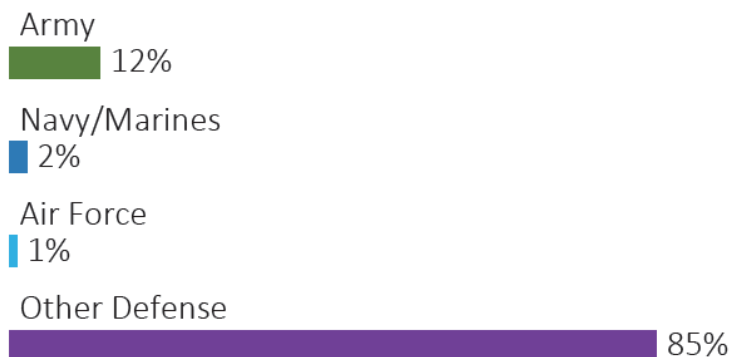 Army
12%
Navy/Marines
2%
Air Force
1%
Other Defense
85%